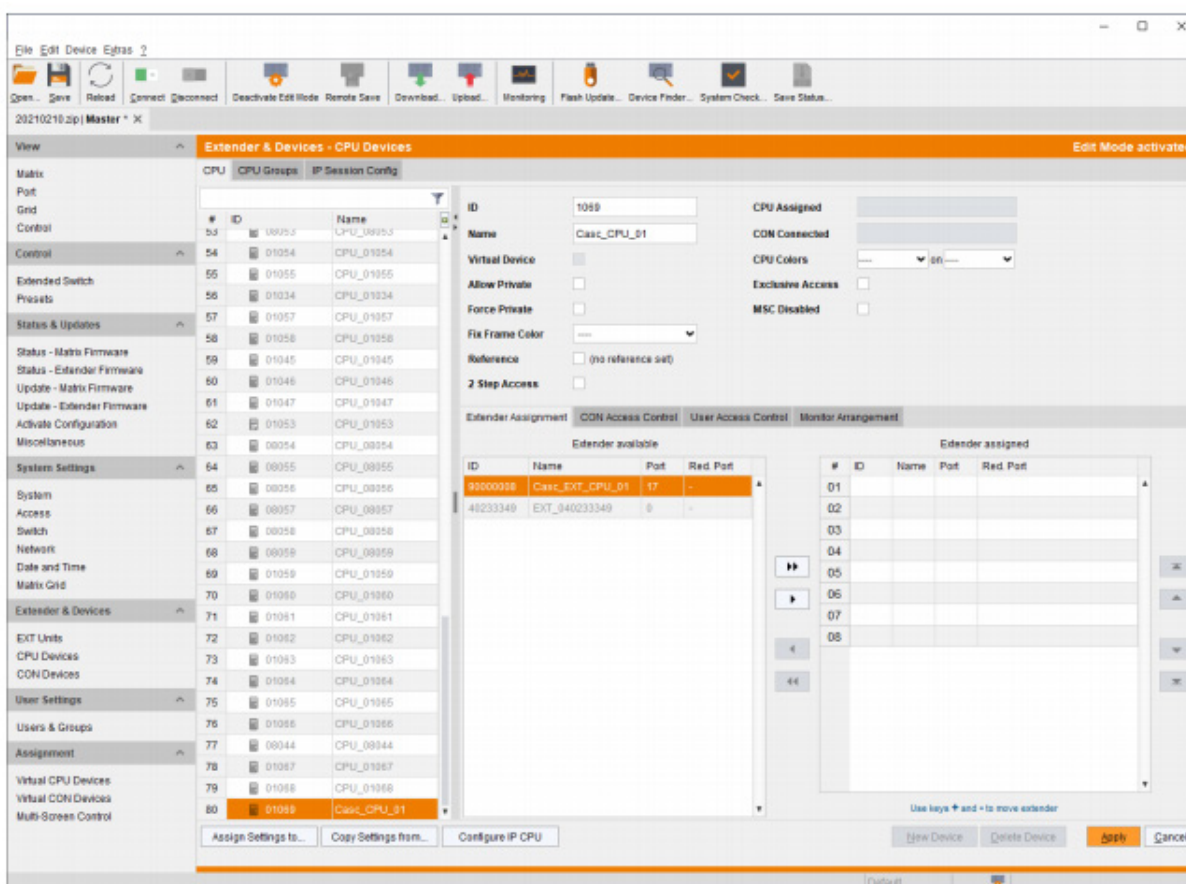 File Edit Device Extras ?
Open... Save Reload Connect Disconnect Deactivate Edit Mode Remote Save Download... Upload... Monitoring Flash Update... Device Finder... System Check... Save Status...
20210210.zip | Master * X
View
Matrix
Port
Grid
Control
Control
Extended Switch
Presets
Status & Updates
Status - Matrix Firmware
Status - Extender Firmware
Update - Matrix Firmware
Update - Extender Firmware
Activate Configuration
Miscellaneous
System Settings
System
Access
Switch
Network
Date and Time
Matrix Grid
Extender & Devices
EXT Units
CPU Devices
CON Devices
User Settings
Users & Groups
Assignment
Virtual CPU Devices
Virtual CON Devices
Multi-Screen Control
Extender & Devices - CPU Devices Edit Mode activate
CPU CPU Groups IP Session Config
# ID Name
53 08053 CPU_08053
54 01054 CPU_01054
55 01055 CPU_01055
56 01034 CPU_01034
57 01057 CPU_01057
58 01058 CPU_01058
59 01045 CPU_01045
60 01046 CPU_01046
61 01047 CPU_01047
62 01053 CPU_01053
63 08054 CPU_08054
64 08055 CPU_08055
65 08056 CPU_08056
66 08057 CPU_08057
67 08058 CPU_08058
68 08059 CPU_08059
69 01059 CPU_01059
70 01060 CPU_01060
71 01061 CPU_01061
72 01062 CPU_01062
73 01063 CPU_01063
74 01064 CPU_01064
75 01065 CPU_01065
76 01066 CPU_01066
77 08044 CPU_08044
78 01067 CPU_01067
79 01068 CPU_01068
80 01069 Casc_CPU_01
ID 1069
Name Casc_CPU_01
Virtual Device
Allow Private
Force Private
Fix Frame Color ----
Reference (no reference set)
2 Step Access
CPU Assigned
CON Connected
CPU Colors ---- on ----
Exclusive Access
MSC Disabled
Extender Assignment CON Access Control User Access Control Monitor Arrangement
Extender available
ID Name Port Red. Port
90000008 Casc_EXT_CPU_01 17 -
40233349 EXT_040233349 0 -
Extender assigned
# ID Name Port Red. Port
01
02
03
04
05
06
07
08
Use keys + and - to move extender
Assign Settings to... Copy Settings from... Configure IP CPU New Device Delete Device Apply Cancel
Default